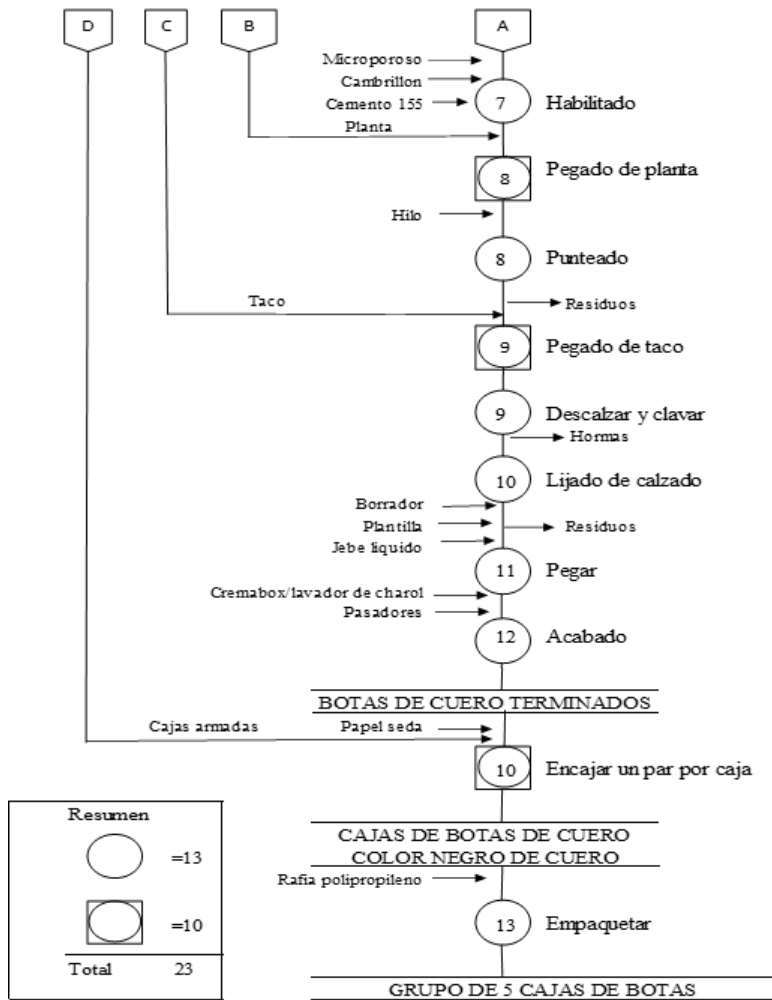 D
C
B
A
Microporoso
Cambrillon
Cemento 155
7
Habilitado
Planta
8
Pegado de planta
Hilo
8
Punteado
Taco
Residuos
9
Pegado de taco
9
Descalzar y clavar
Hormas
10
Lijado de calzado
Borrador
Plantilla
Residuos
Jebe liquido
11
Pegar
Cremabox/lavador de charol
Pasadores
12
Acabado
BOTAS DE CUERO TERMINADOS
Cajas armadas
Papel seda
10
Encajar un par por caja
CAJAS DE BOTAS DE CUERO
COLOR NEGRO DE CUERO
Rafia polipropileno
13
Empaquetar
GRUPO DE 5 CAJAS DE BOTAS
Resumen
=13
=10
Total 23